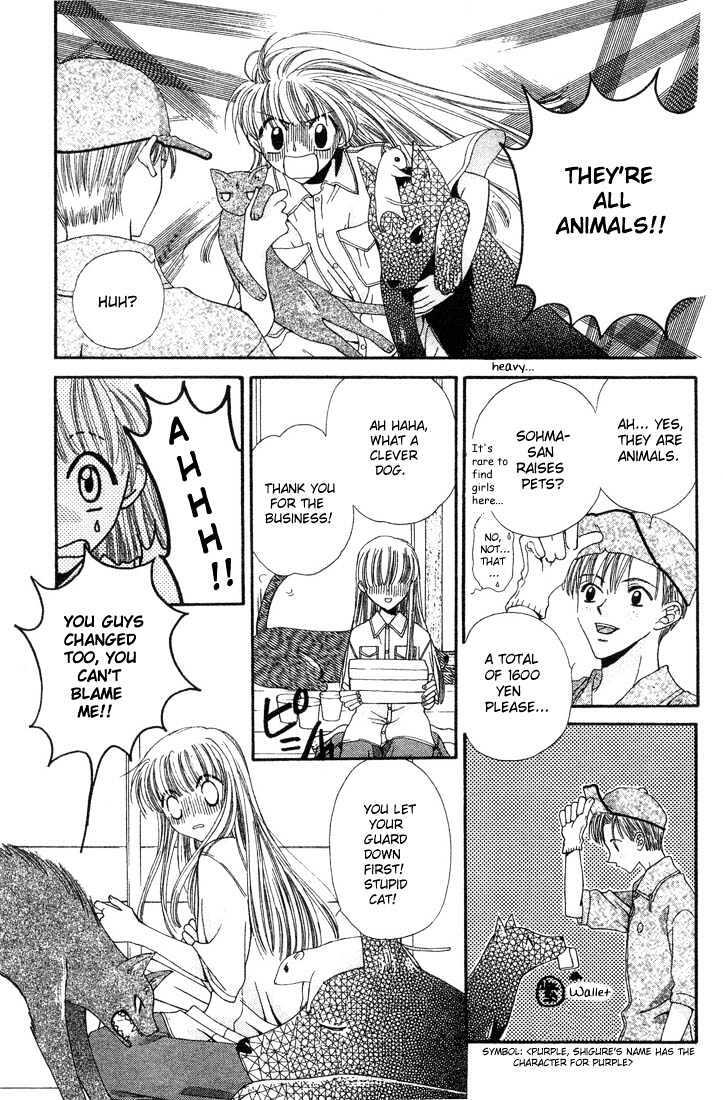 THEY'RE
ALL
ANIMALS!!
HUH?
heavy...
AH... YES,
THEY ARE
ANIMALS.
SOHMA-
SAN
RAISES
PETS?
It's
rare to
find
girls
here...
NO,
NOT...
THAT
...
A TOTAL
OF 1600
YEN
PLEASE...
Wallet
SYMBOL: <PURPLE, SHIGURE'S NAME HAS THE
CHARACTER FOR PURPLE>
AH HAHA,
WHAT A
CLEVER
DOG.
THANK YOU
FOR THE
BUSINESS!
AHHH!!
YOU GUYS
CHANGED
TOO, YOU
CAN'T
BLAME
ME!!
YOU LET
YOUR
GUARD
DOWN
FIRST!
STUPID
CAT!